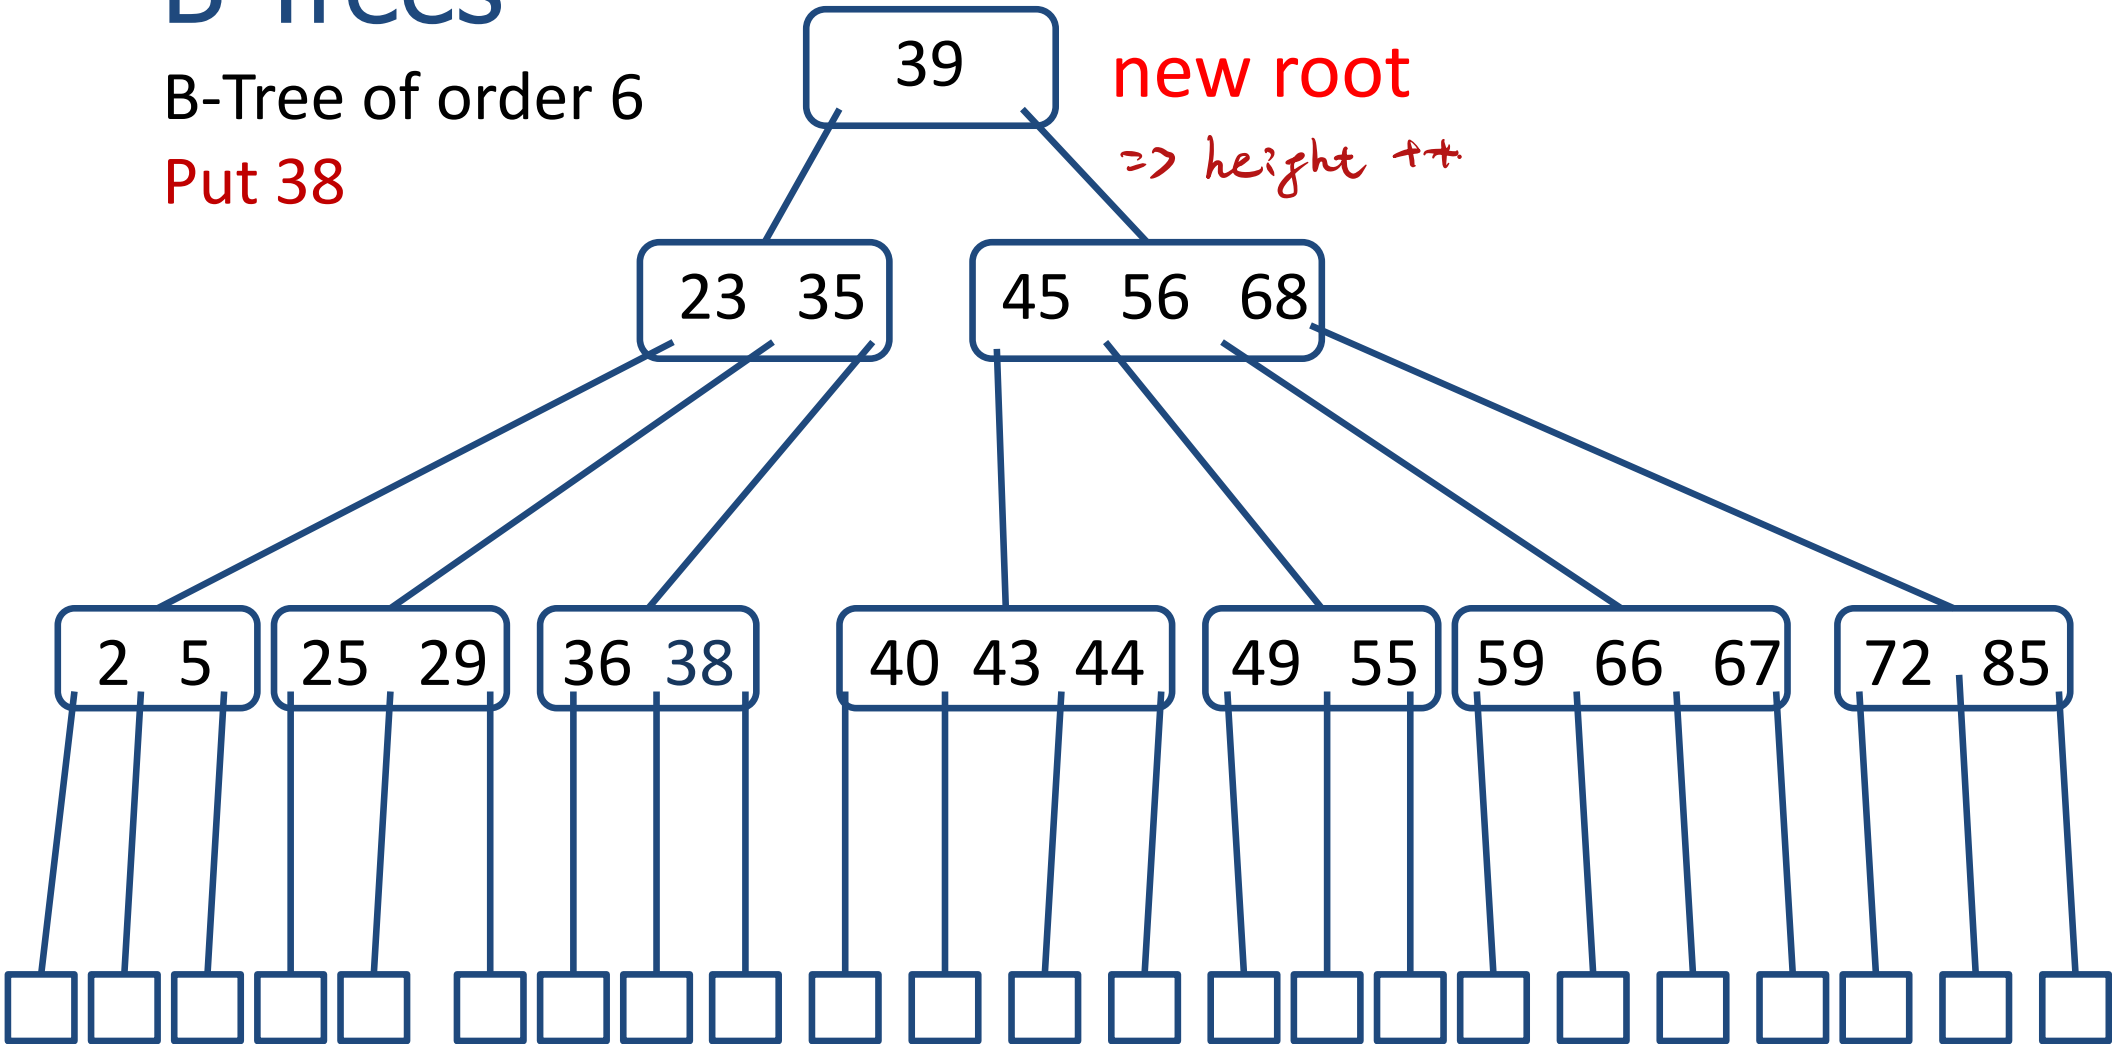 B-Trees
39
new root
B-Tree of order 6
=> height ++
Put 38
23 35
45 56 68
2 5
25 29
36 38
40 43 44
49 55
59 66 67
72 85